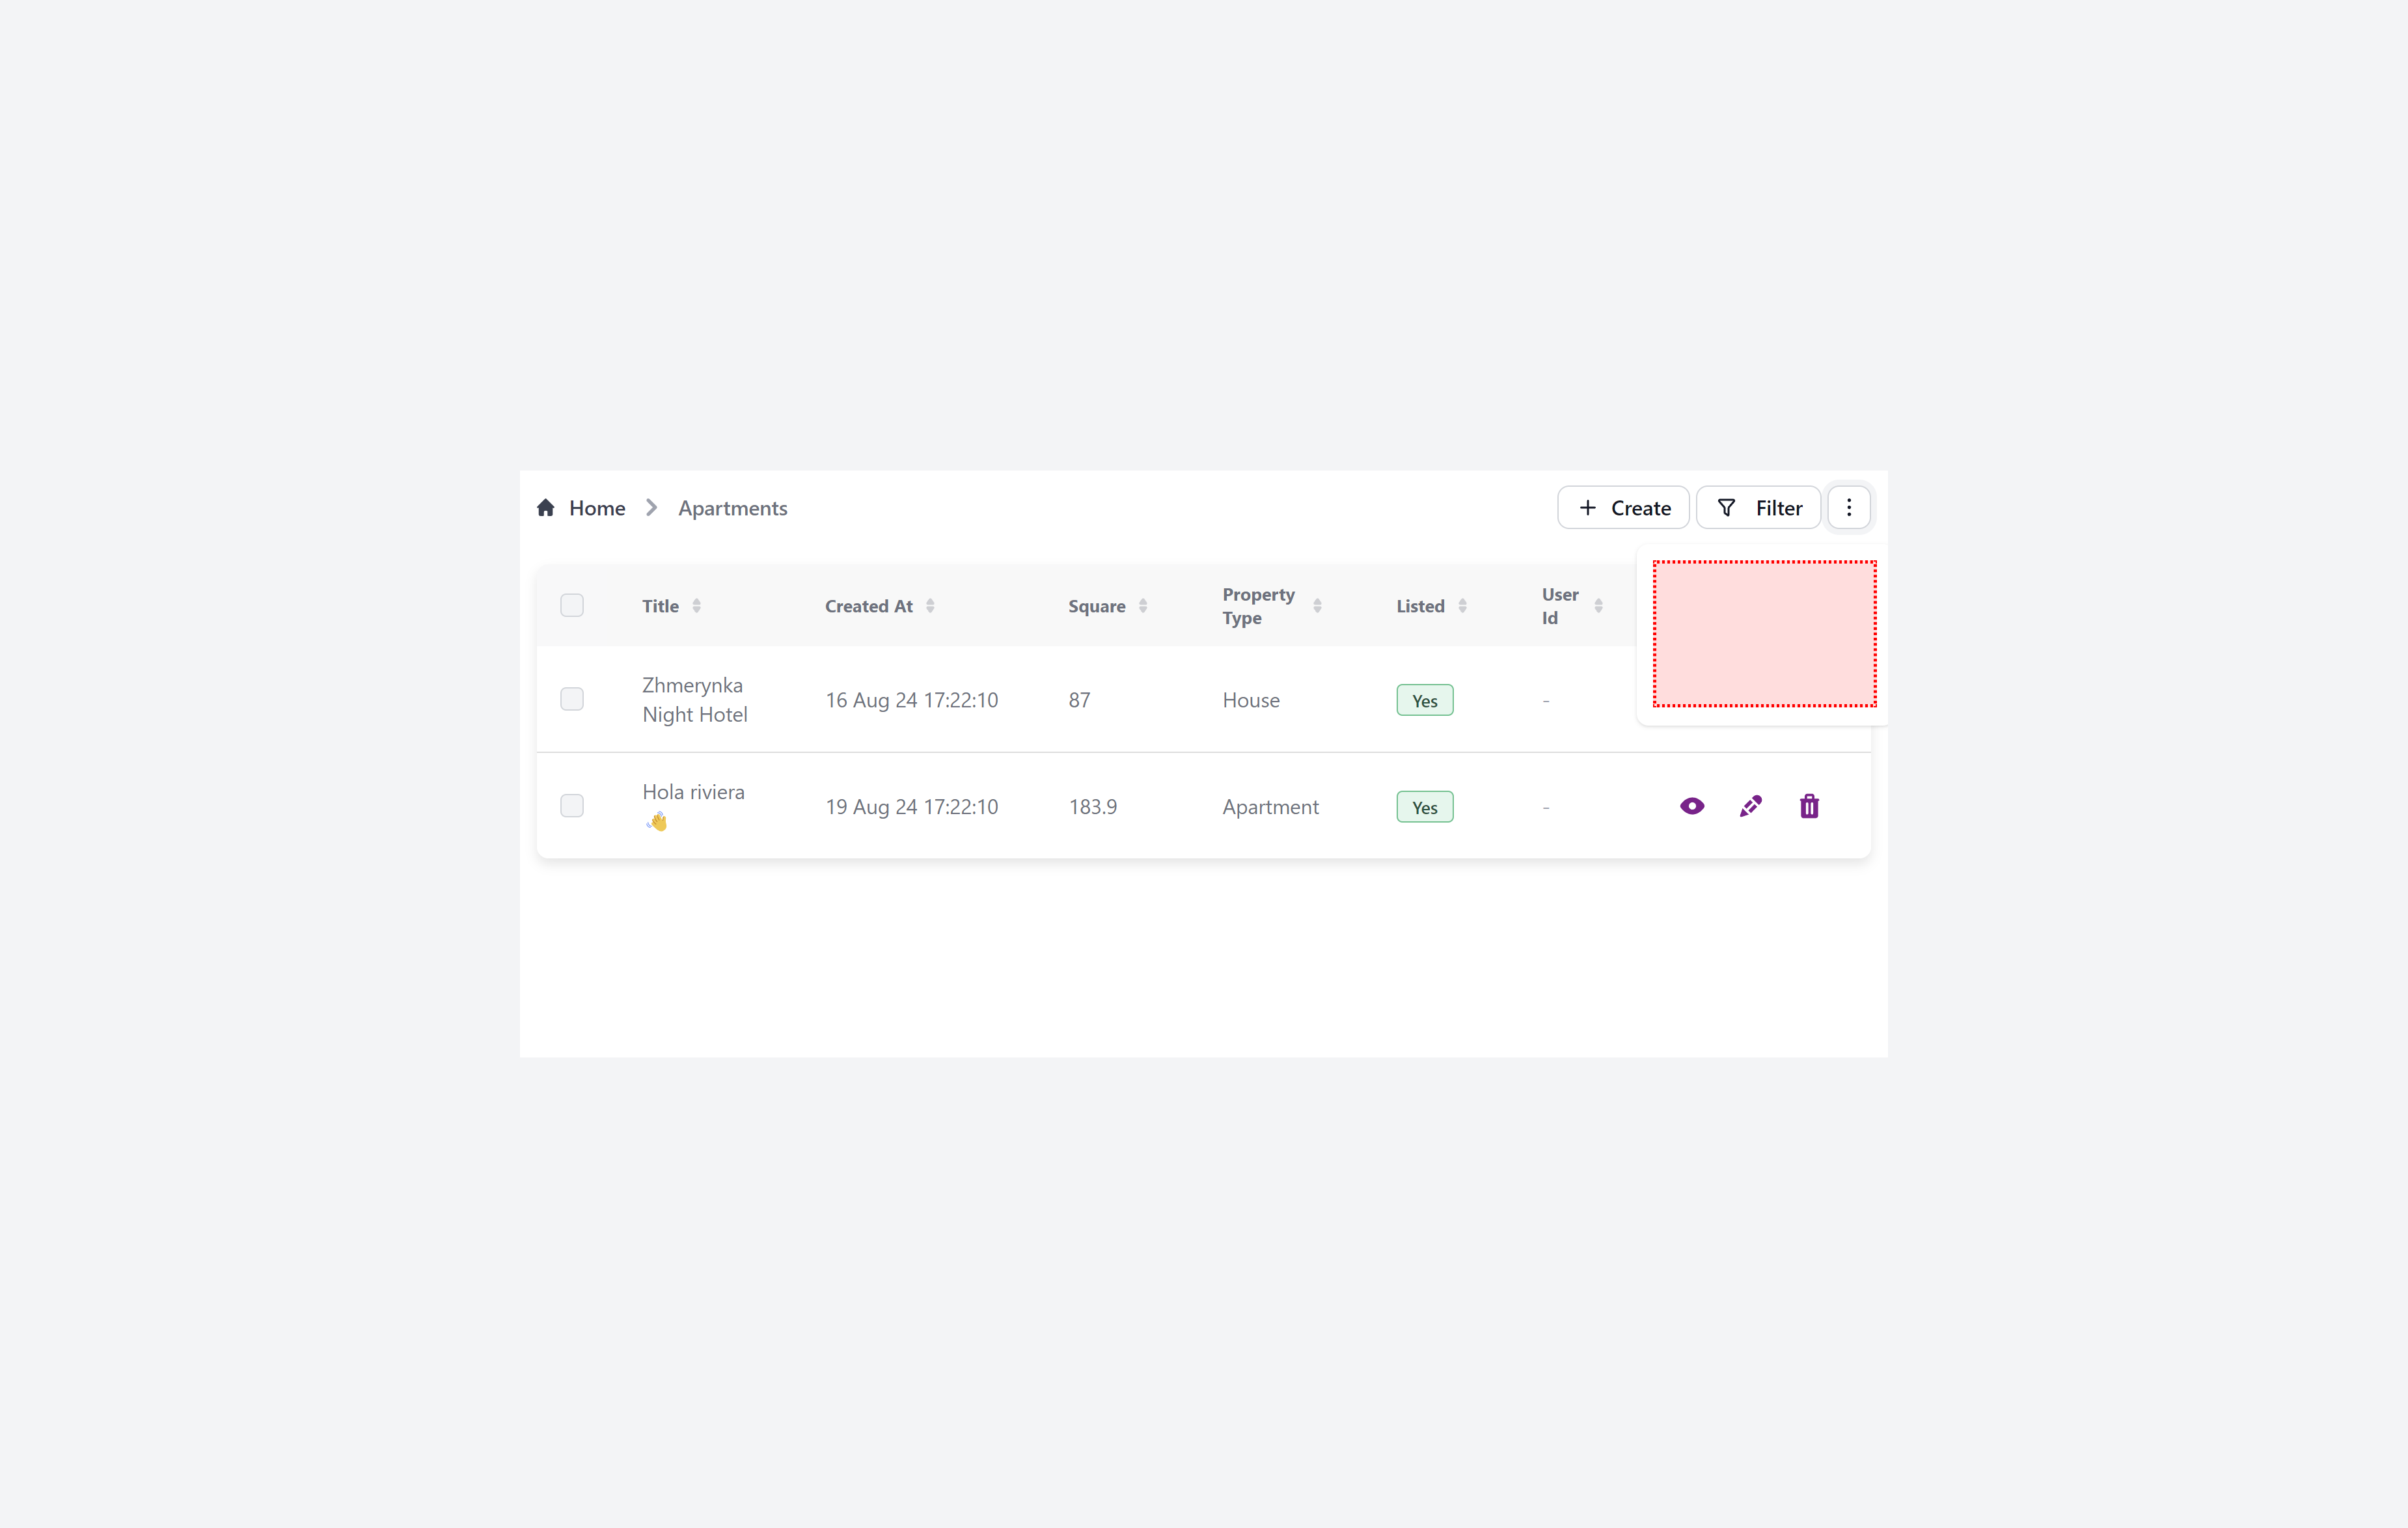 Home Apartments Create Filter
Title Created At Square Property Type Listed User Id
Zhmerynka Night Hotel 16 Aug 24 17:22:10 87 House Yes -
Hola riviera 👋 19 Aug 24 17:22:10 183.9 Apartment Yes -